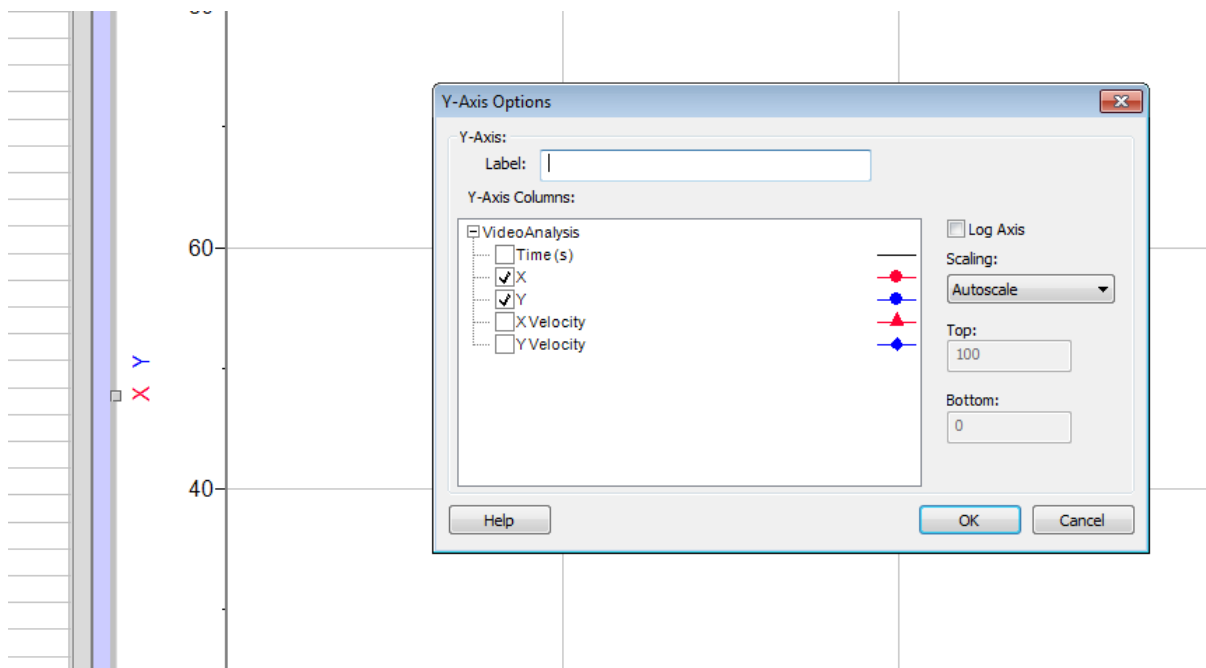 Y-Axis Options
Y-Axis:
Label:
Y-Axis Columns:
VideoAnalysis
Time (s)
X
Y
X Velocity
Y Velocity
Log Axis
Scaling:
Autoscale
Top:
100
Bottom:
0
Help
OK
Cancel
60
40
Y
X